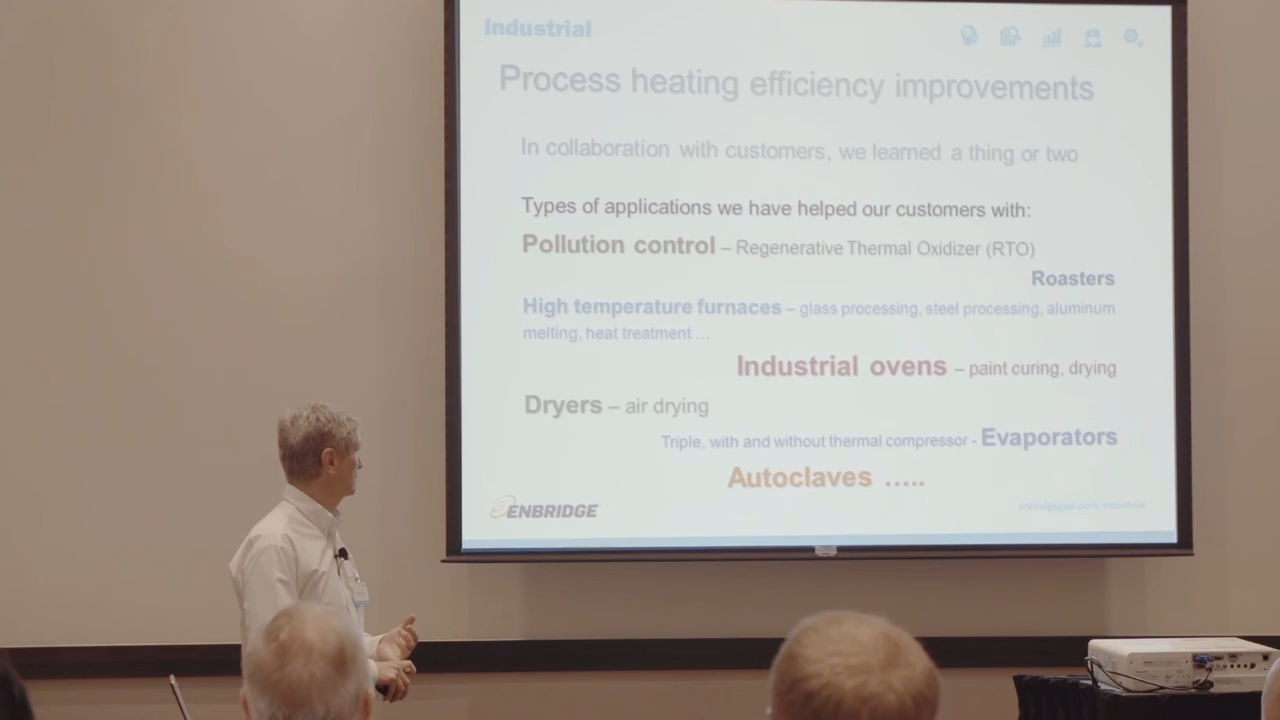 Industrial
Process heating efficiency improvements
In collaboration with customers, we learned a thing or two
Types of applications we have helped our customers with:
Pollution control – Regenerative Thermal Oxidizer (RTO)
Roasters
High temperature furnaces – glass processing, steel processing, aluminum
melting, heat treatment …
Industrial ovens – paint curing, drying
Dryers – air drying
Triple, with and without thermal compressor - Evaporators
Autoclaves …..
ENBRIDGE
enbridgegas.com/industrial